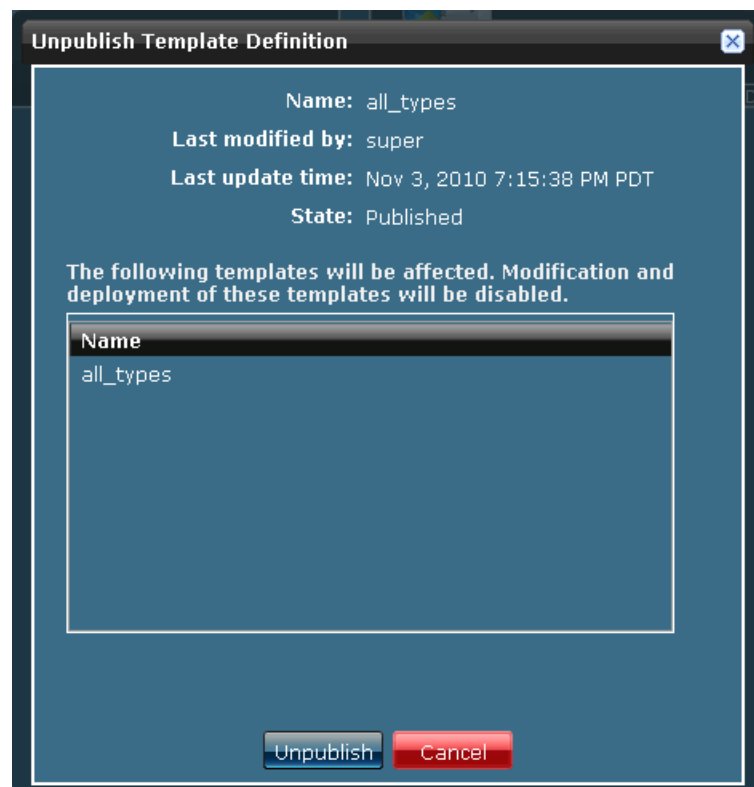 Unpublish Template Definition
Name: all_types
Last modified by: super
Last update time: Nov 3, 2010 7:15:38 PM PDT
State: Published
The following templates will be affected. Modification and
deployment of these templates will be disabled.
Name
all_types
Unpublish Cancel